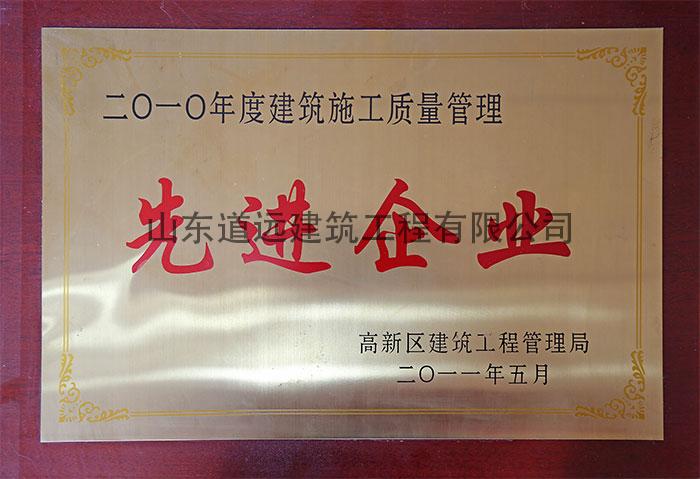 二〇一〇年度建筑施工质量管理
先进企业
山东道远建筑工程有限公司
高新区建筑工程管理局
二〇一一年五月